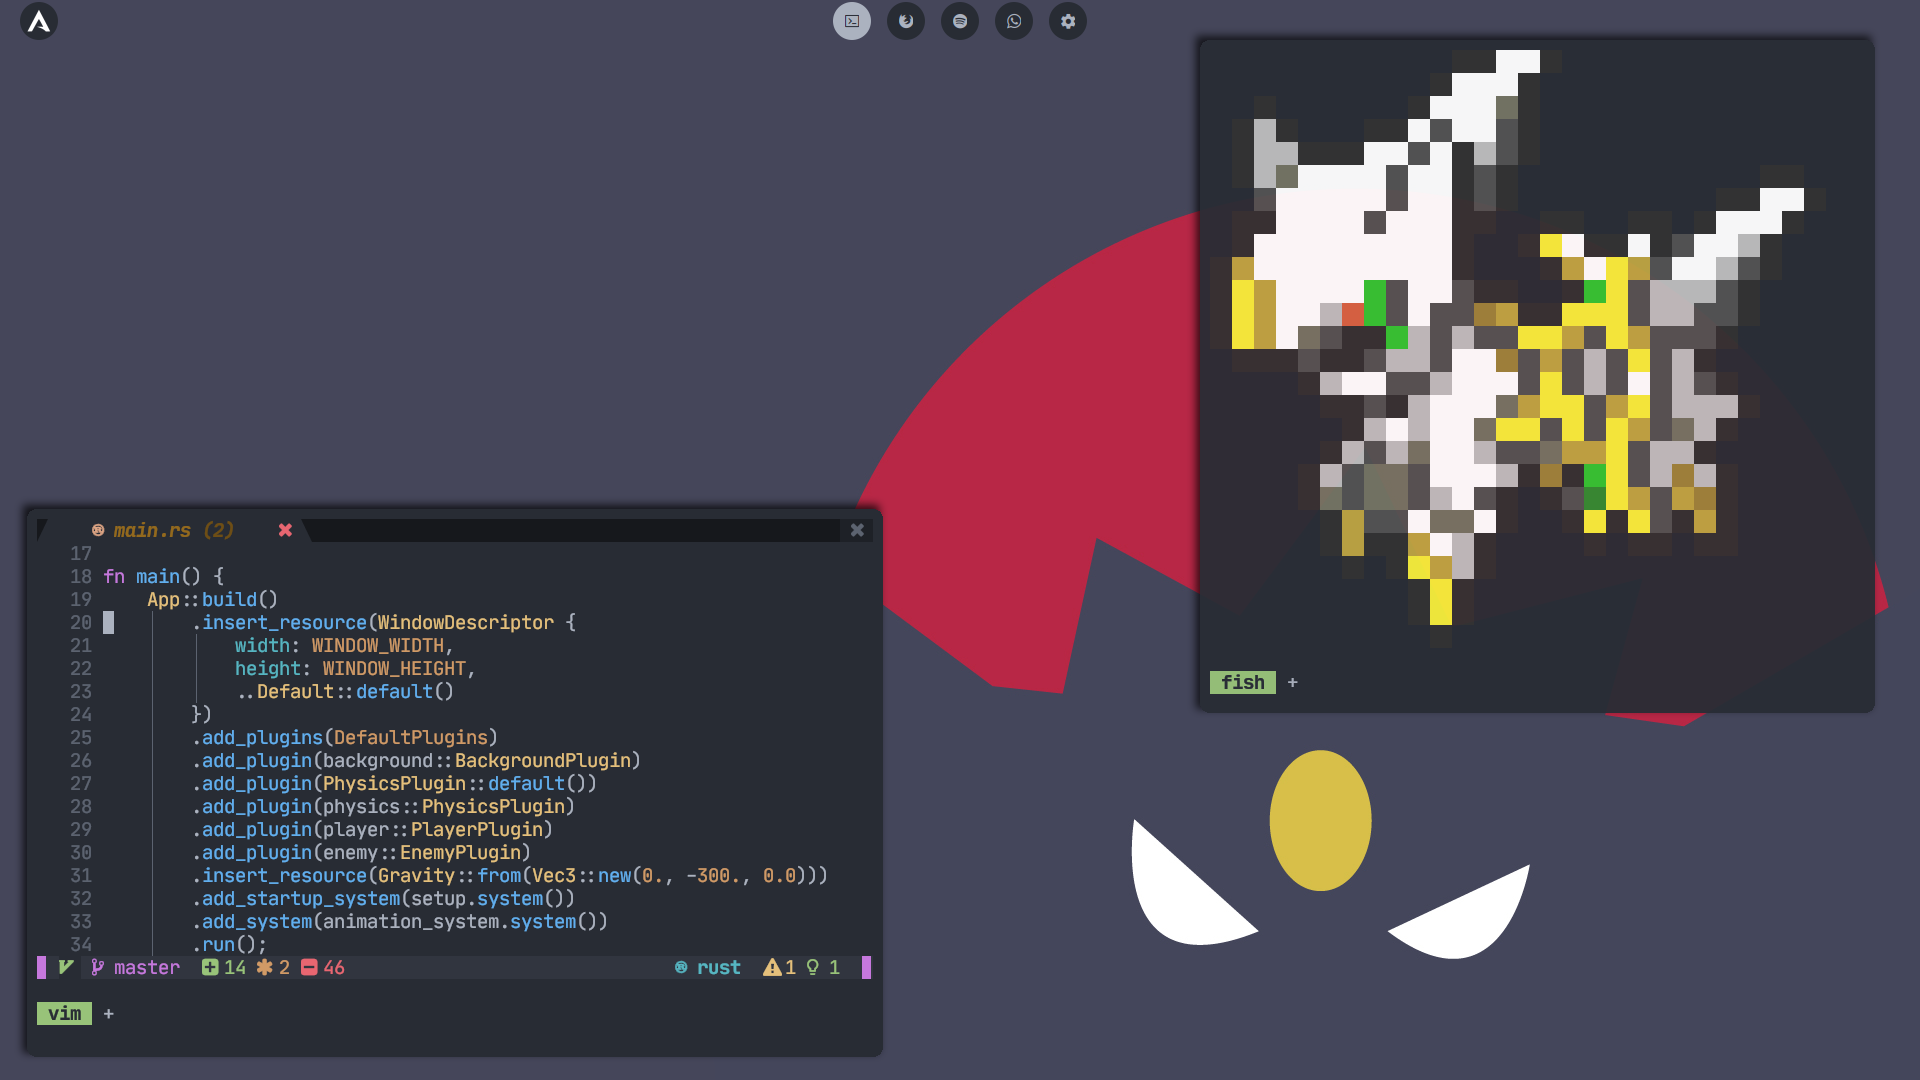 main.rs (2)
17
18 fn main() {
19     App::build()
20         .insert_resource(WindowDescriptor {
21             width: WINDOW_WIDTH,
22             height: WINDOW_HEIGHT,
23             ..Default::default()
24         })
25         .add_plugins(DefaultPlugins)
26         .add_plugin(background::BackgroundPlugin)
27         .add_plugin(PhysicsPlugin::default())
28         .add_plugin(physics::PhysicsPlugin)
29         .add_plugin(player::PlayerPlugin)
30         .add_plugin(enemy::EnemyPlugin)
31         .insert_resource(Gravity::from(Vec3::new(0., -300., 0.0)))
32         .add_startup_system(setup.system())
33         .add_system(animation_system.system())
34         .run();
master 14 2 46 rust 1 1
vim +
fish +